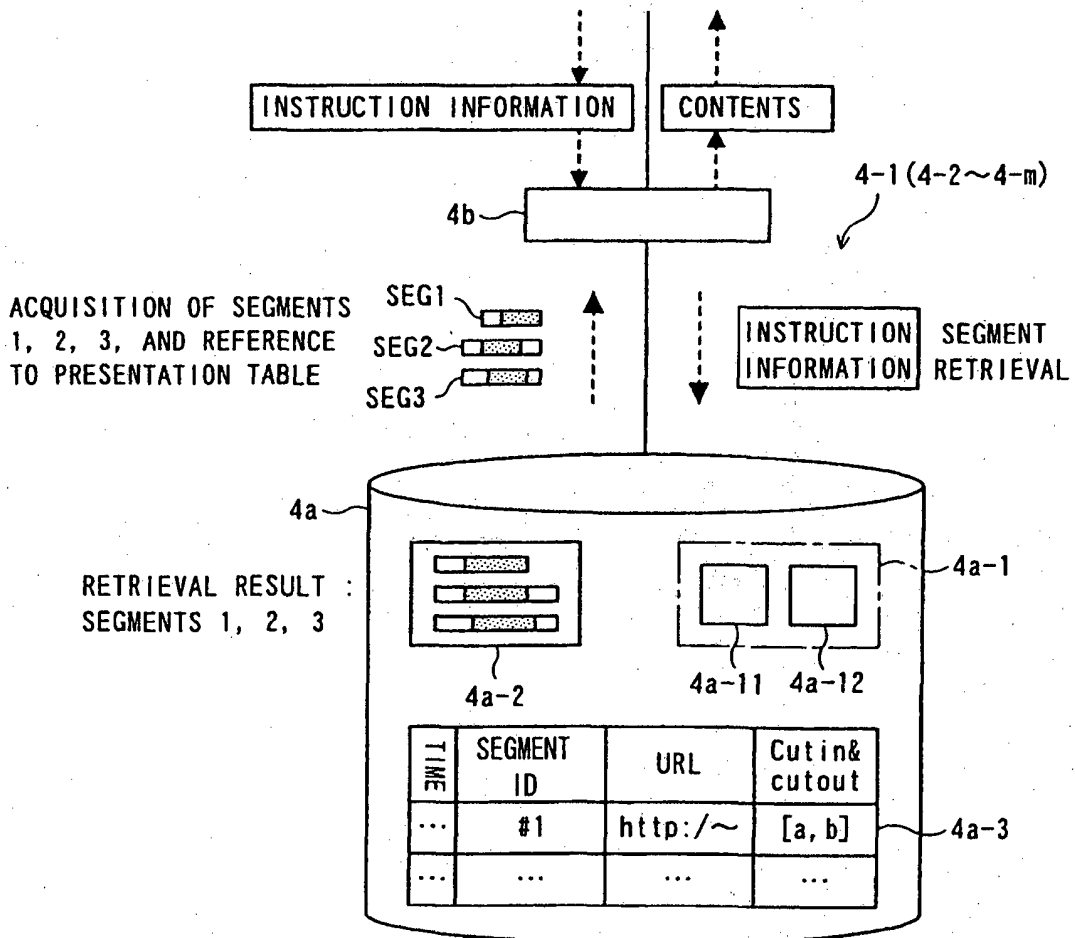 INSTRUCTION INFORMATION
CONTENTS
4-1(4-2～4-m)
4b
ACQUISITION OF SEGMENTS
1, 2, 3, AND REFERENCE
TO PRESENTATION TABLE
SEG1
SEG2
SEG3
INSTRUCTION
INFORMATION
SEGMENT
RETRIEVAL
4a
RETRIEVAL RESULT :
SEGMENTS 1, 2, 3
4a-1
4a-11
4a-12
4a-2
TIME
SEGMENT
ID
URL
Cutin&
cutout
... #1 http:/～ [a, b]
4a-3
... ... ... ...